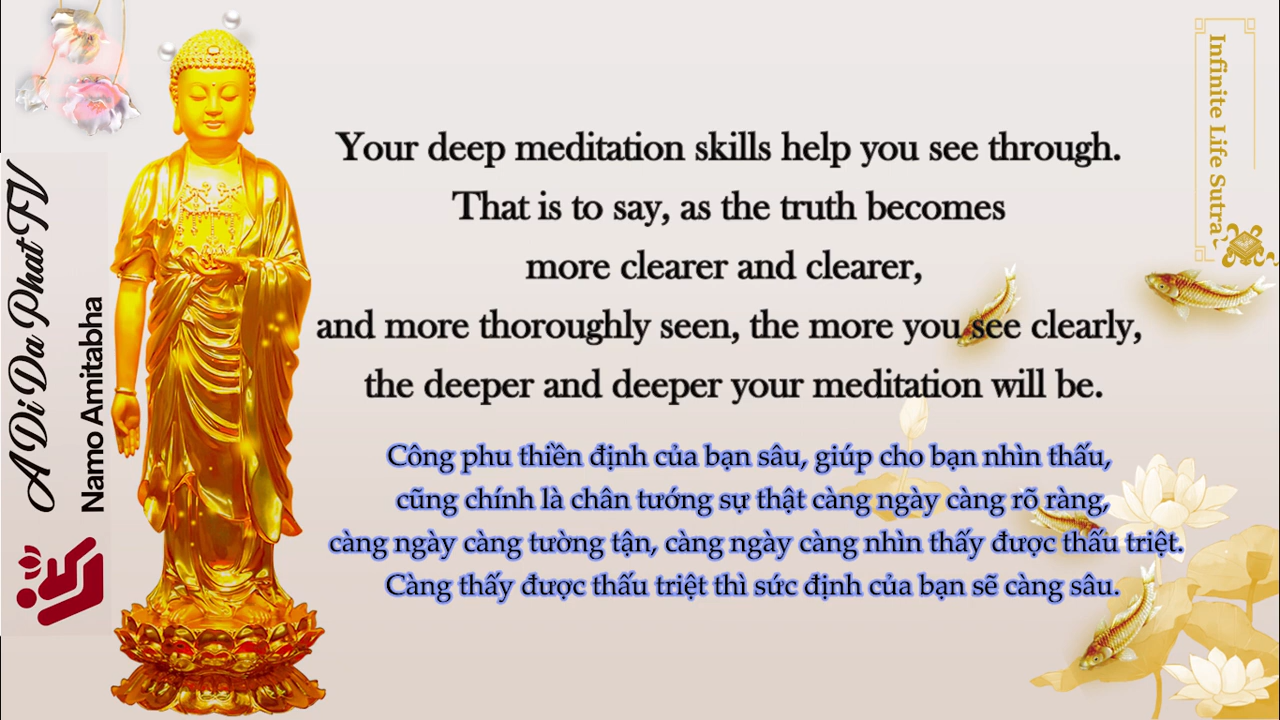 A Di Da Phat TV
Namo Amitabha
Infinite Life Sutra
Your deep meditation skills help you see through.
That is to say, as the truth becomes
more clearer and clearer,
and more thoroughly seen, the more you see clearly,
the deeper and deeper your meditation will be.
Công phu thiền định của bạn sâu, giúp cho bạn nhìn thấu,
cũng chính là chân tướng sự thật càng ngày càng rõ ràng,
càng ngày càng tường tận, càng ngày càng nhìn thấy được thấu triệt.
Càng thấy được thấu triệt thì sức định của bạn sẽ càng sâu.